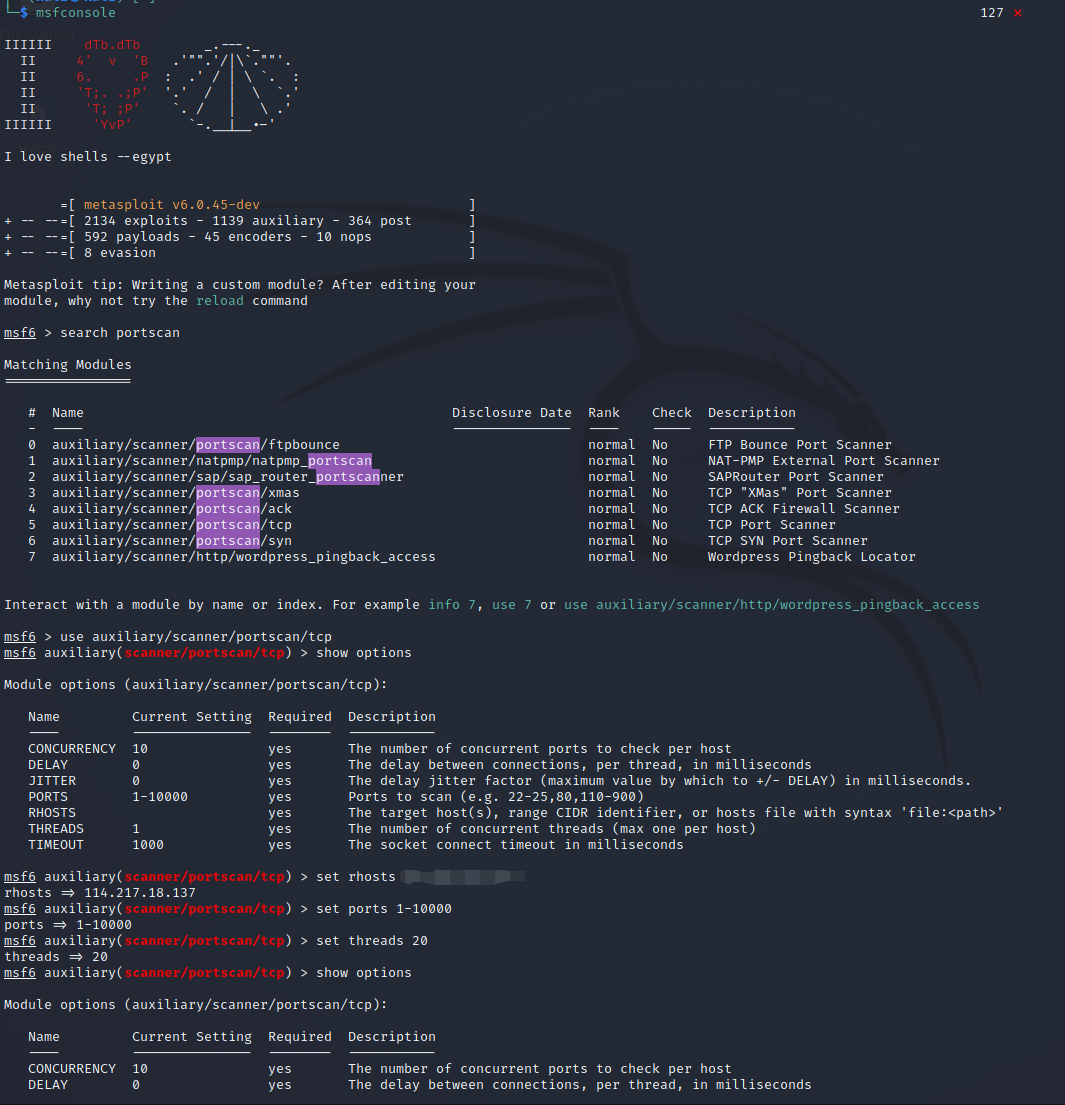 └─$ msfconsole 127 ✗
IIIIII    dTb.dTb        _.---._
  II     4'  v  'B   .'"".'/|\`.""'.
  II     6.     .P  :  .' / | \ `.  :
  II     'T;. .;P'  '.'  /  |  \  `.'
  II      'T; ;P'    `. /   |   \ .'
IIIIII     'YvP'       `-.__|__.-'
I love shells --egypt
=[ metasploit v6.0.45-dev ]
+ -- --=[ 2134 exploits - 1139 auxiliary - 364 post ]
+ -- --=[ 592 payloads - 45 encoders - 10 nops ]
+ -- --=[ 8 evasion ]
Metasploit tip: Writing a custom module? After editing your
module, why not try the reload command
msf6 > search portscan
Matching Modules
================
# Name Disclosure Date Rank Check Description
- ---- --------------- ---- ----- -----------
0 auxiliary/scanner/portscan/ftpbounce normal No FTP Bounce Port Scanner
1 auxiliary/scanner/natpmp/natpmp_portscan normal No NAT-PMP External Port Scanner
2 auxiliary/scanner/sap/sap_router_portscanner normal No SAPRouter Port Scanner
3 auxiliary/scanner/portscan/xmas normal No TCP "XMas" Port Scanner
4 auxiliary/scanner/portscan/ack normal No TCP ACK Firewall Scanner
5 auxiliary/scanner/portscan/tcp normal No TCP Port Scanner
6 auxiliary/scanner/portscan/syn normal No TCP SYN Port Scanner
7 auxiliary/scanner/http/wordpress_pingback_access normal No Wordpress Pingback Locator
Interact with a module by name or index. For example info 7, use 7 or use auxiliary/scanner/http/wordpress_pingback_access
msf6 > use auxiliary/scanner/portscan/tcp
msf6 auxiliary(scanner/portscan/tcp) > show options
Module options (auxiliary/scanner/portscan/tcp):
Name Current Setting Required Description
---- --------------- -------- -----------
CONCURRENCY 10 yes The number of concurrent ports to check per host
DELAY 0 yes The delay between connections, per thread, in milliseconds
JITTER 0 yes The delay jitter factor (maximum value by which to +/- DELAY) in milliseconds.
PORTS 1-10000 yes Ports to scan (e.g. 22-25,80,110-900)
RHOSTS yes The target host(s), range CIDR identifier, or hosts file with syntax 'file:<path>'
THREADS 1 yes The number of concurrent threads (max one per host)
TIMEOUT 1000 yes The socket connect timeout in milliseconds
msf6 auxiliary(scanner/portscan/tcp) > set rhosts
rhosts => 114.217.18.137
msf6 auxiliary(scanner/portscan/tcp) > set ports 1-10000
ports => 1-10000
msf6 auxiliary(scanner/portscan/tcp) > set threads 20
threads => 20
msf6 auxiliary(scanner/portscan/tcp) > show options
Module options (auxiliary/scanner/portscan/tcp):
Name Current Setting Required Description
---- --------------- -------- -----------
CONCURRENCY 10 yes The number of concurrent ports to check per host
DELAY 0 yes The delay between connections, per thread, in milliseconds